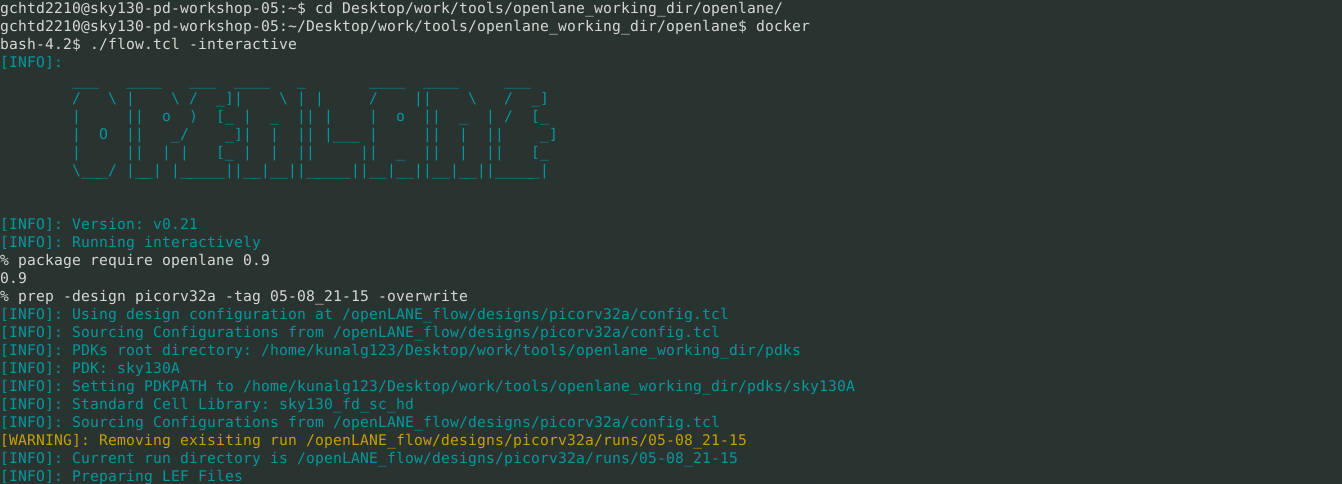 gchtd2210@sky130-pd-workshop-05:~$ cd Desktop/work/tools/openlane_working_dir/openlane/
gchtd2210@sky130-pd-workshop-05:~/Desktop/work/tools/openlane_working_dir/openlane$ docker
bash-4.2$ ./flow.tcl -interactive
[INFO]:
OPENLANE
[INFO]: Version: v0.21
[INFO]: Running interactively
% package require openlane 0.9
0.9
% prep -design picorv32a -tag 05-08_21-15 -overwrite
[INFO]: Using design configuration at /openLANE_flow/designs/picorv32a/config.tcl
[INFO]: Sourcing Configurations from /openLANE_flow/designs/picorv32a/config.tcl
[INFO]: PDKs root directory: /home/kunalg123/Desktop/work/tools/openlane_working_dir/pdks
[INFO]: PDK: sky130A
[INFO]: Setting PDKPATH to /home/kunalg123/Desktop/work/tools/openlane_working_dir/pdks/sky130A
[INFO]: Standard Cell Library: sky130_fd_sc_hd
[INFO]: Sourcing Configurations from /openLANE_flow/designs/picorv32a/config.tcl
[WARNING]: Removing exisiting run /openLANE_flow/designs/picorv32a/runs/05-08_21-15
[INFO]: Current run directory is /openLANE_flow/designs/picorv32a/runs/05-08_21-15
[INFO]: Preparing LEF Files